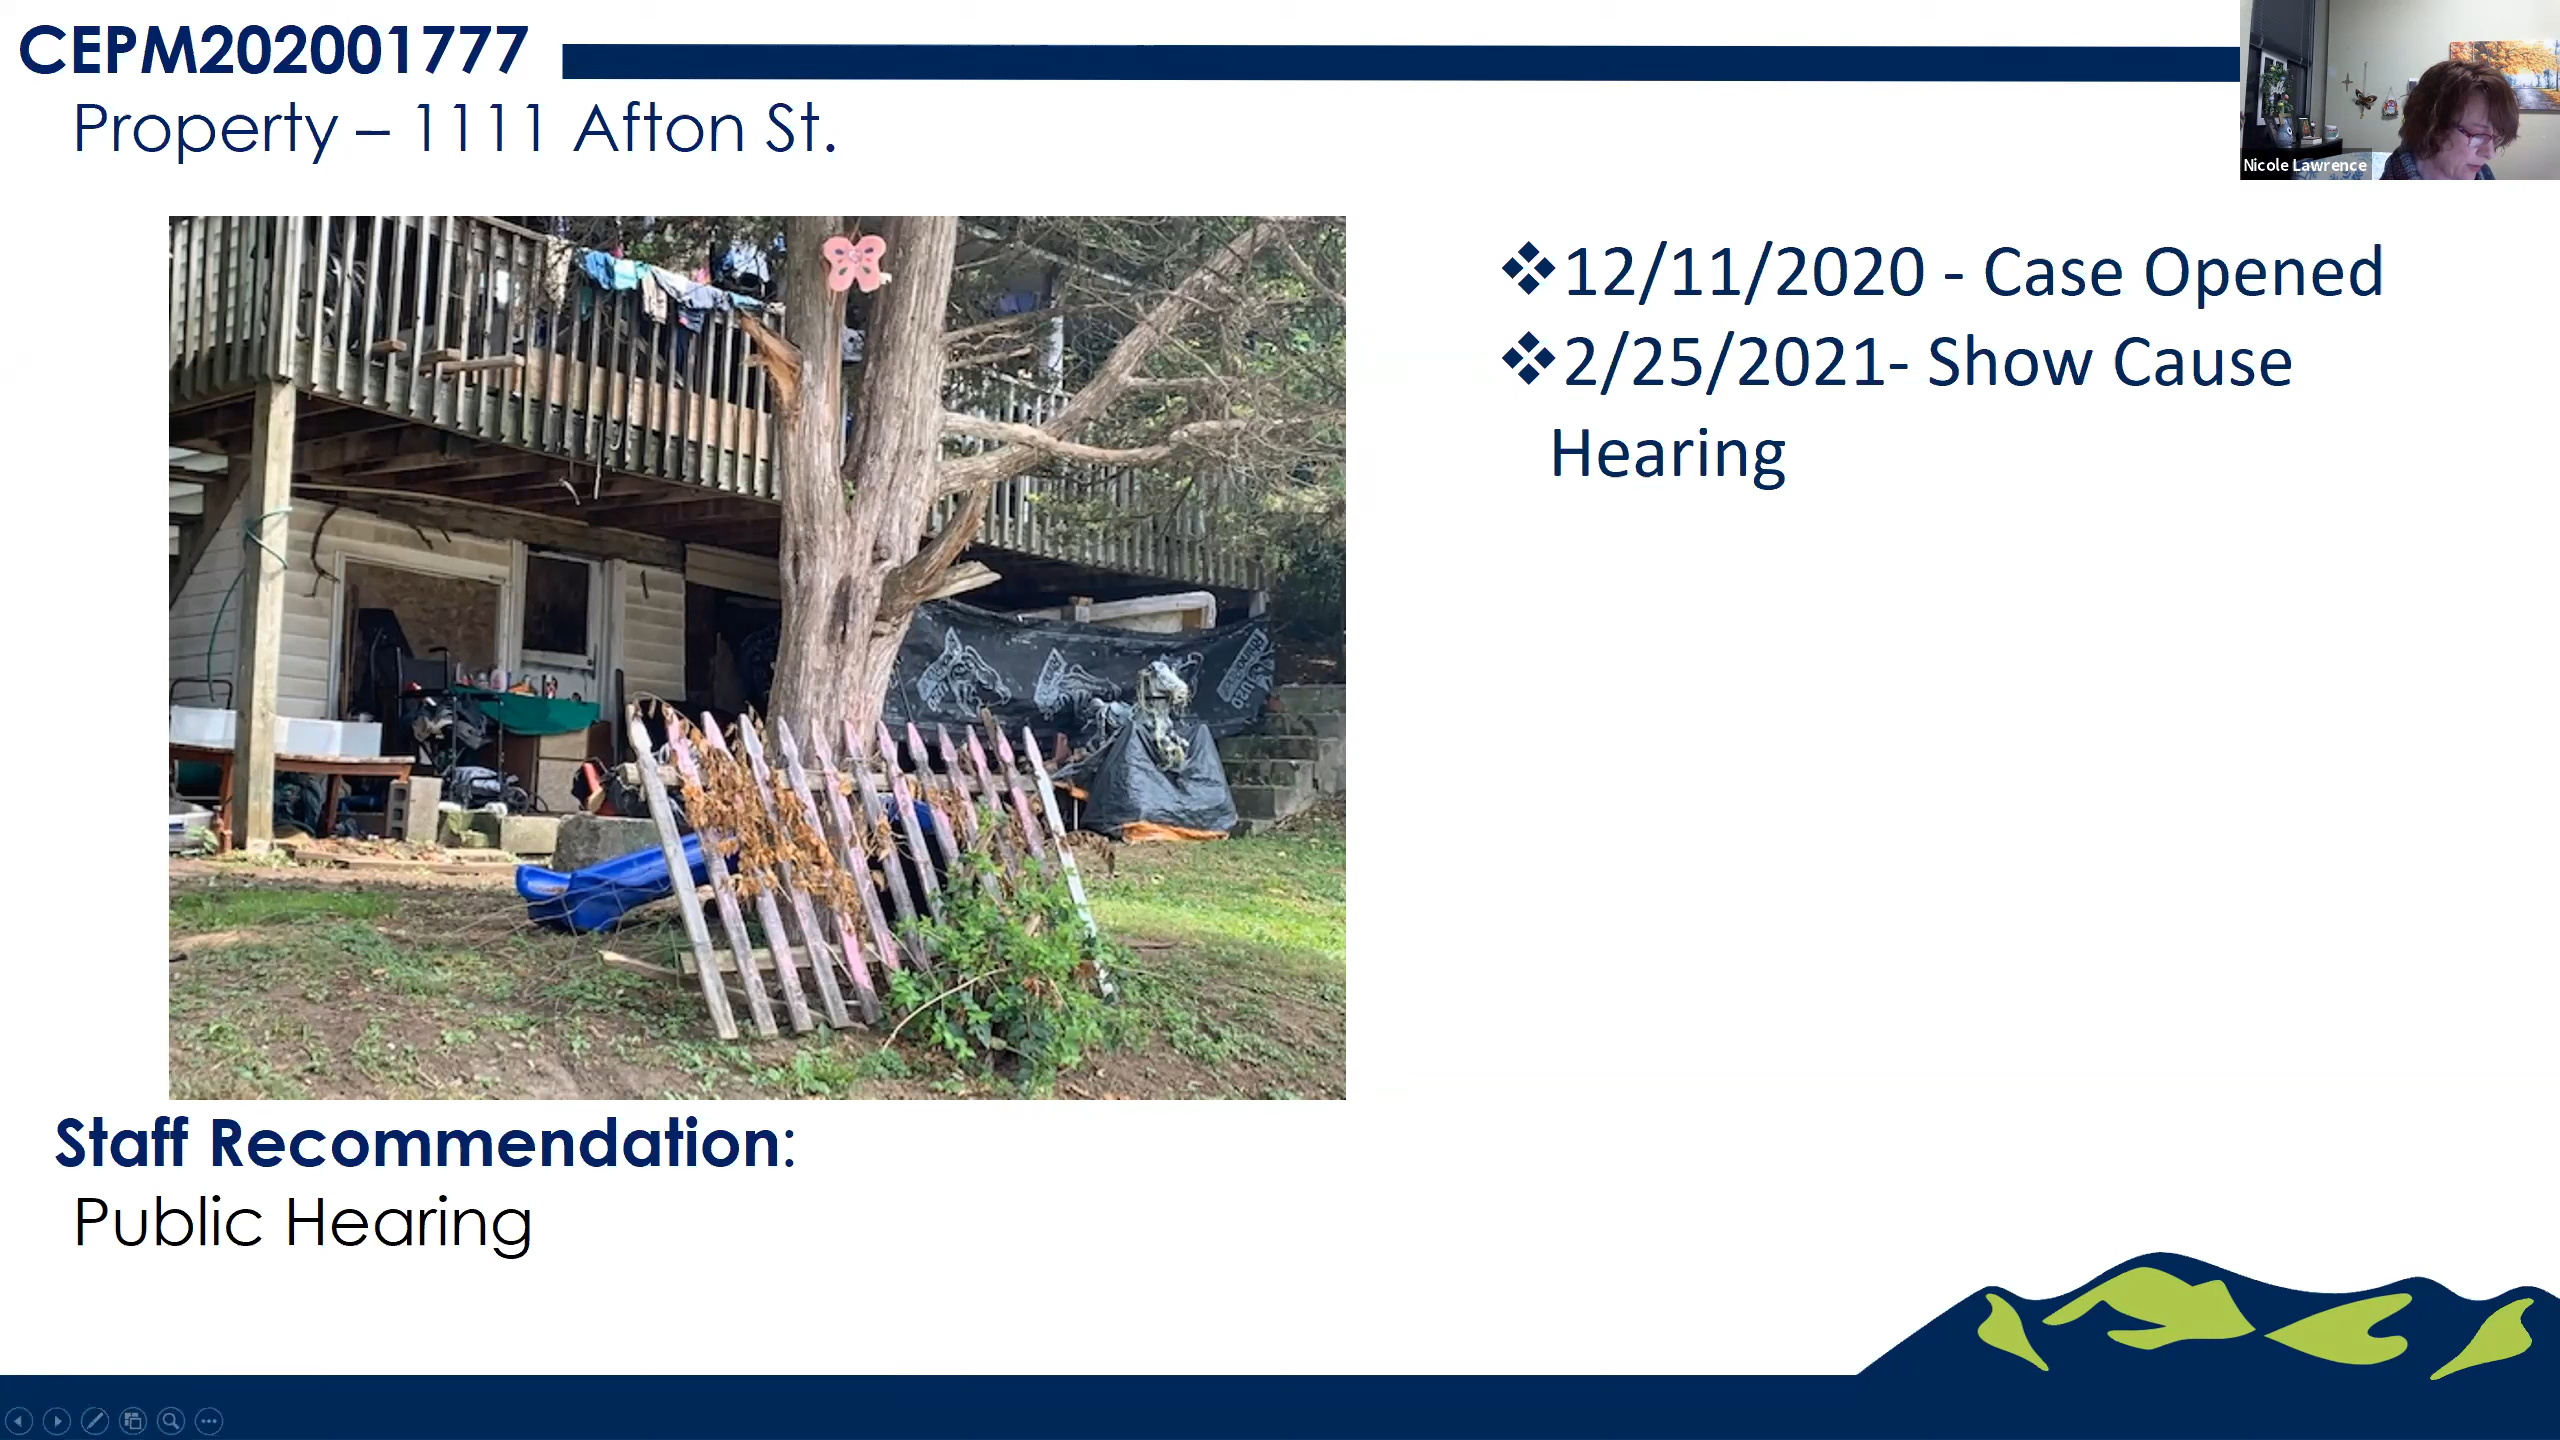 CEPM202001777
Property – 1111 Afton St.
Nicole Lawrence
❖12/11/2020 - Case Opened
❖2/25/2021- Show Cause
Hearing
Staff Recommendation:
Public Hearing